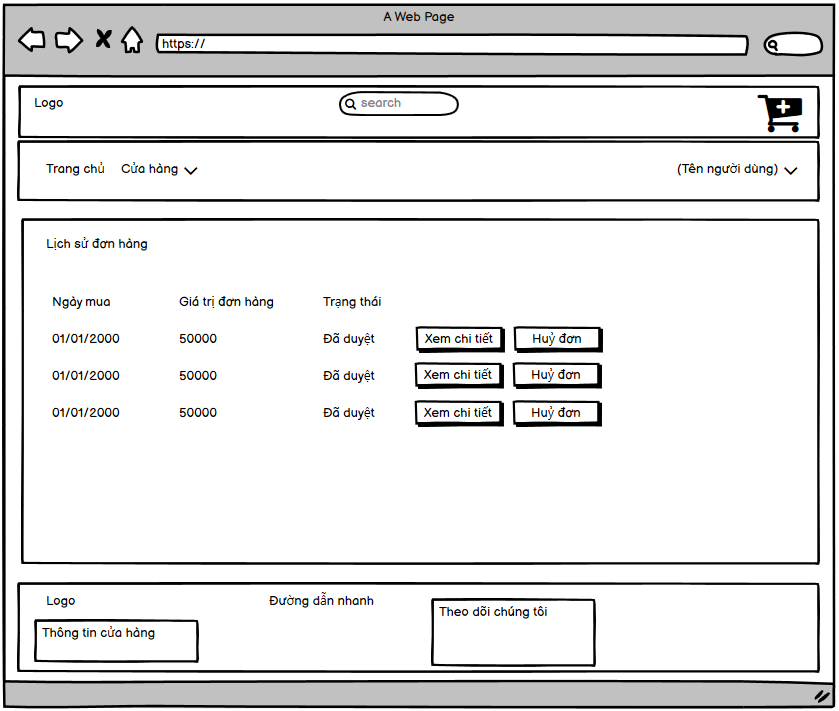 A Web Page
https://
Logo
search
Trang chủ Cửa hàng (Tên người dùng)
Lịch sử đơn hàng
Ngày mua Giá trị đơn hàng Trạng thái
01/01/2000 50000 Đã duyệt Xem chi tiết Huỷ đơn
01/01/2000 50000 Đã duyệt Xem chi tiết Huỷ đơn
01/01/2000 50000 Đã duyệt Xem chi tiết Huỷ đơn
Logo Đường dẫn nhanh
Theo dõi chúng tôi
Thông tin cửa hàng